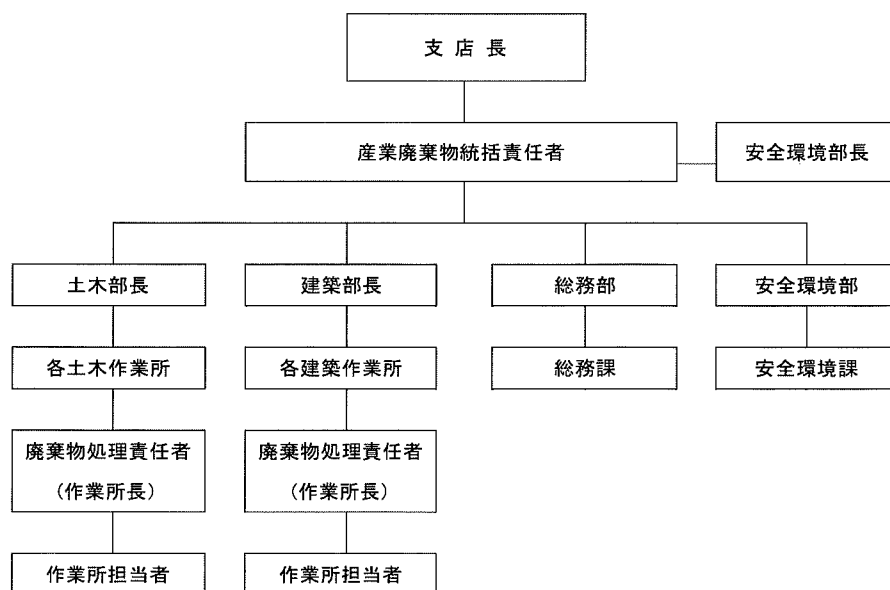 支店長
産業廃棄物統括責任者
安全環境部長
土木部長
建築部長
総務部
安全環境部
各土木作業所
各建築作業所
総務課
安全環境課
廃棄物処理責任者
(作業所長)
廃棄物処理責任者
(作業所長)
作業所担当者
作業所担当者